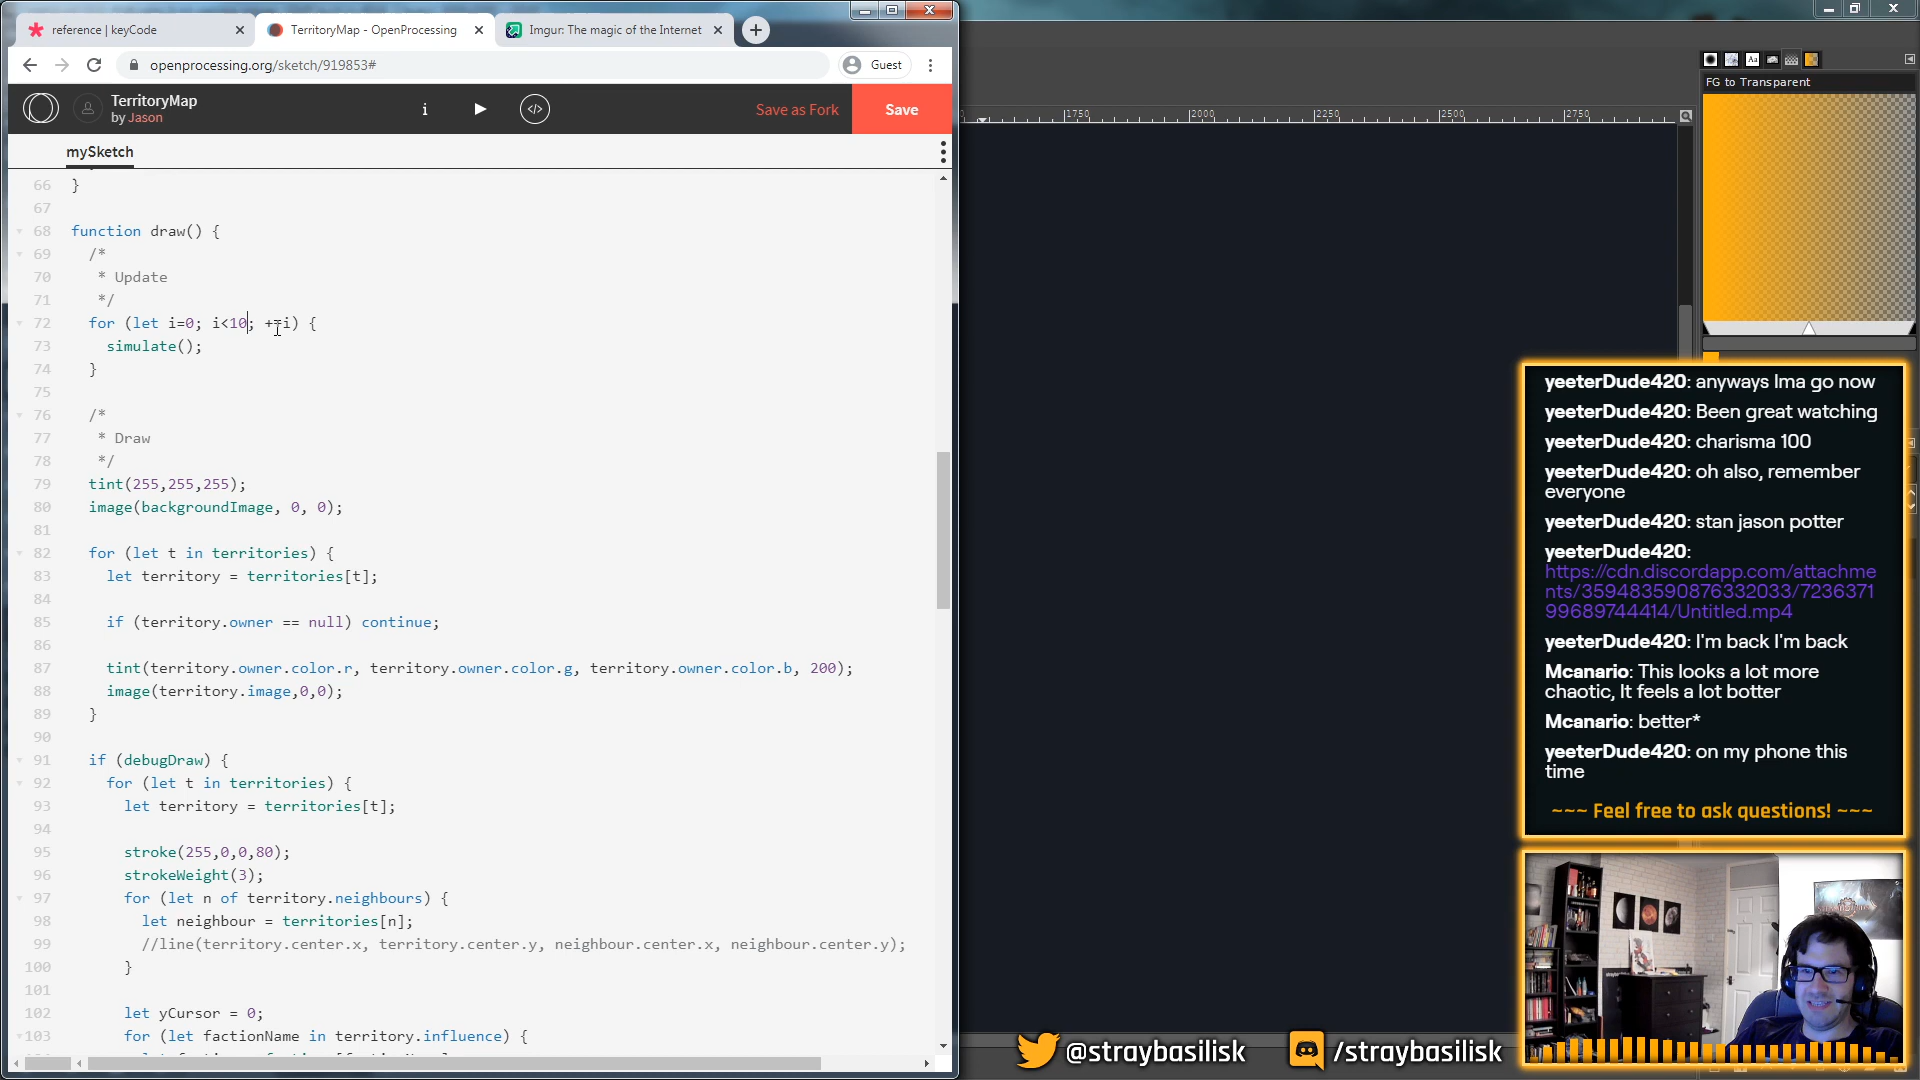 reference | keyCode
TerritoryMap - OpenProcessing
Imgur: The magic of the Internet
openprocessing.org/sketch/919853#
Guest
TerritoryMap
by Jason
Save as Fork
Save
mySketch
66 }
67
68 function draw() {
69 /*
70 * Update
71 */
72 for (let i=0; i<10; ++i) {
73 simulate();
74 }
75
76 /*
77 * Draw
78 */
79 tint(255,255,255);
80 image(backgroundImage, 0, 0);
81
82 for (let t in territories) {
83 let territory = territories[t];
84
85 if (territory.owner == null) continue;
86
87 tint(territory.owner.color.r, territory.owner.color.g, territory.owner.color.b, 200);
88 image(territory.image,0,0);
89 }
90
91 if (debugDraw) {
92 for (let t in territories) {
93 let territory = territories[t];
94
95 stroke(255,0,0,80);
96 strokeWeight(3);
97 for (let n of territory.neighbours) {
98 let neighbour = territories[n];
99 //line(territory.center.x, territory.center.y, neighbour.center.x, neighbour.center.y);
100 }
101
102 let yCursor = 0;
103 for (let factionName in territory.influence) {
1750 2000 2250 2500 2750
FG to Transparent
yeeterDude420: anyways Ima go now
yeeterDude420: Been great watching
yeeterDude420: charisma 100
yeeterDude420: oh also, remember
everyone
yeeterDude420: stan jason potter
yeeterDude420:
https://cdn.discordapp.com/attachme
nts/359483590876332033/7236371
99689744414/Untitled.mp4
yeeterDude420: I'm back I'm back
Mcanario: This looks a lot more
chaotic, It feels a lot botter
Mcanario: better*
yeeterDude420: on my phone this
time
~~~ Feel free to ask questions! ~~~
@straybasilisk
/straybasilisk